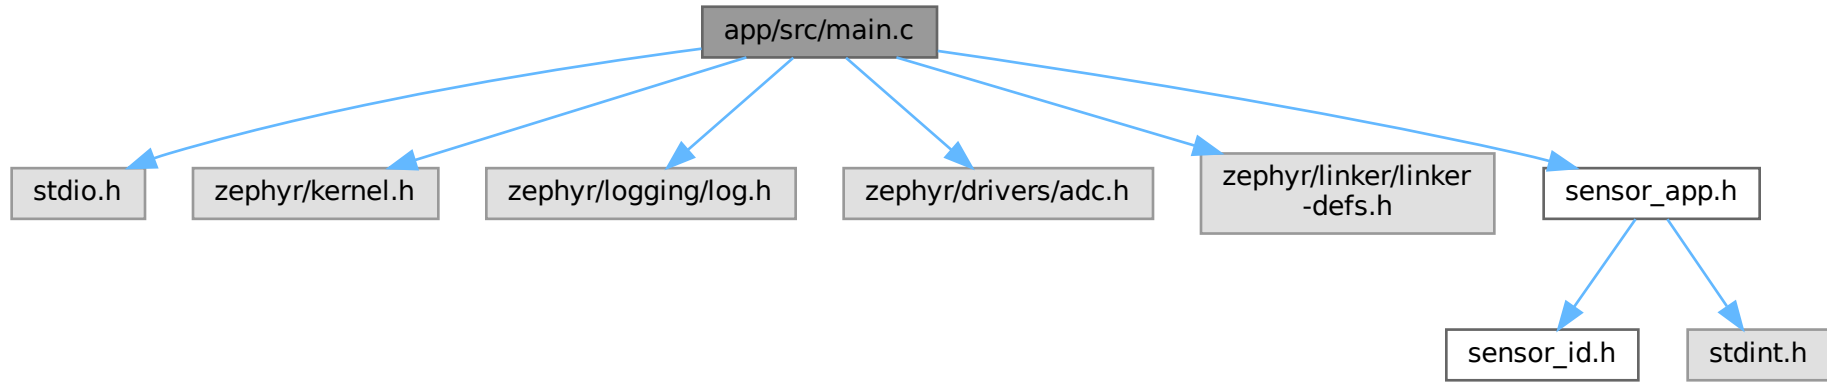 app/src/main.c
stdio.h
zephyr/kernel.h
zephyr/logging/log.h
zephyr/drivers/adc.h
zephyr/linker/linker
-defs.h
sensor_app.h
sensor_id.h
stdint.h